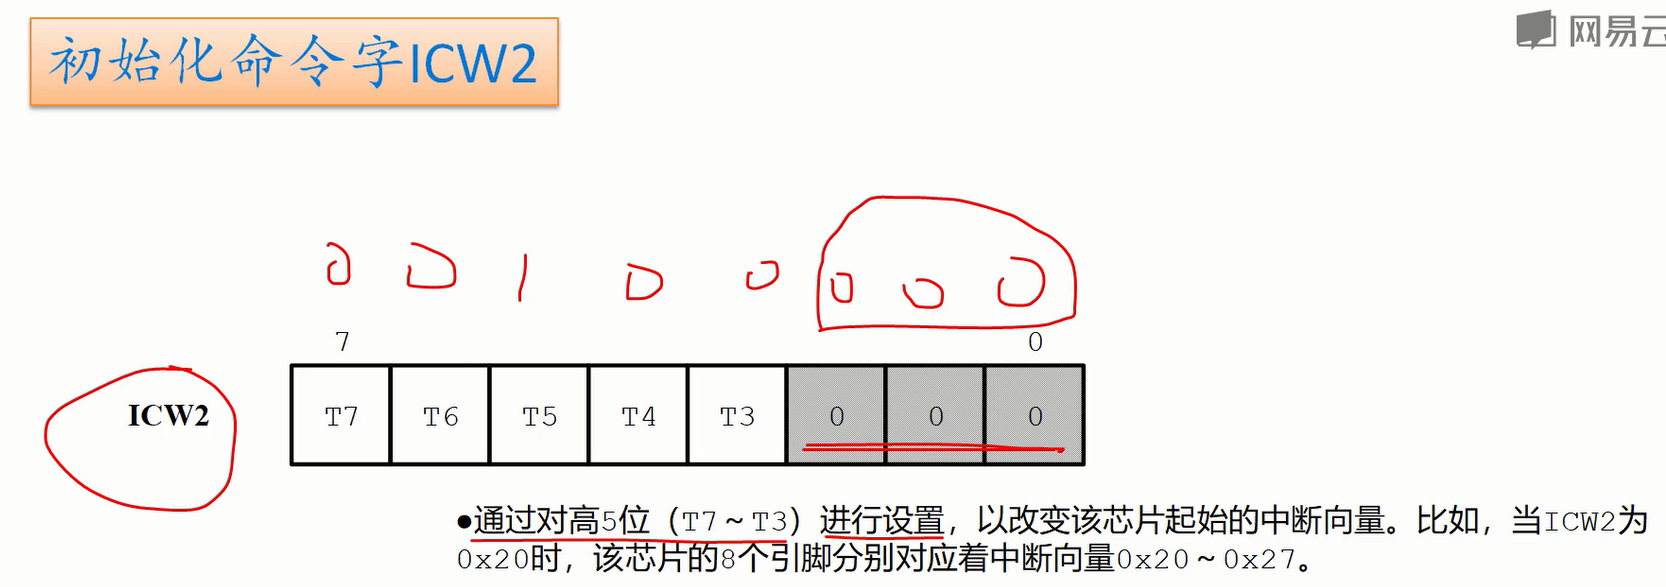 初始化命令字ICW2
网易云
0 0 1 0 0 0 0 0
7 0
ICW2 T7 T6 T5 T4 T3 0 0 0
●通过对高5位（T7～T3）进行设置，以改变该芯片起始的中断向量。比如，当ICW2为
0x20时，该芯片的8个引脚分别对应着中断向量0x20～0x27。